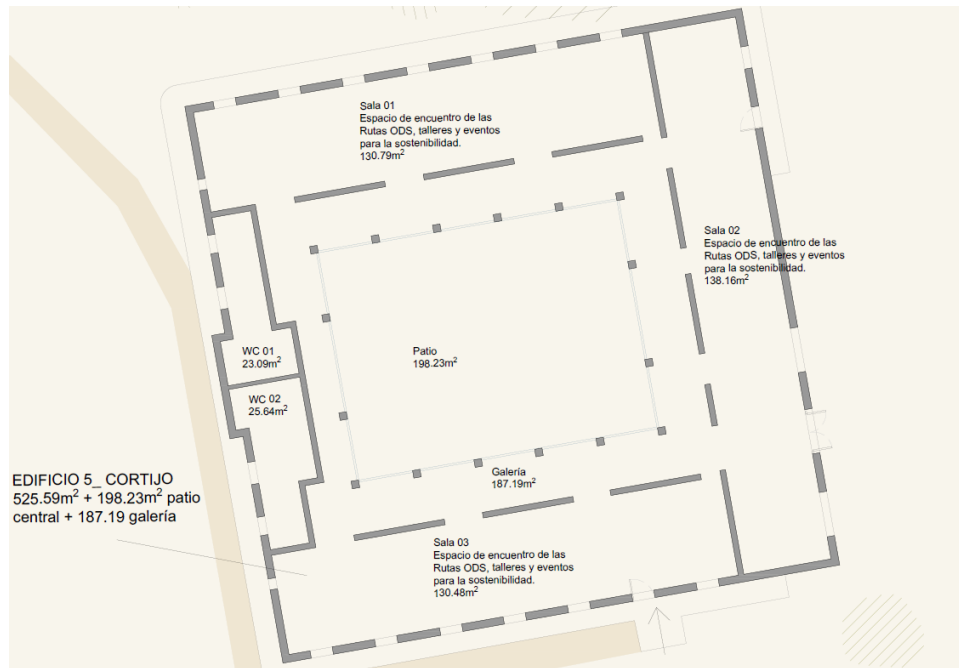 Sala 01
Espacio de encuentro de las
Rutas ODS, talleres y eventos
para la sostenibilidad.
130.79m²
Sala 02
Espacio de encuentro de las
Rutas ODS, talleres y eventos
para la sostenibilidad.
138.16m²
WC 01
23.09m²
Patio
198.23m²
WC 02
25.64m²
EDIFICIO 5_ CORTIJO
525.59m² + 198.23m² patio
central + 187.19 galería
Galería
187.19m²
Sala 03
Espacio de encuentro de las
Rutas ODS, talleres y eventos
para la sostenibilidad.
130.48m²